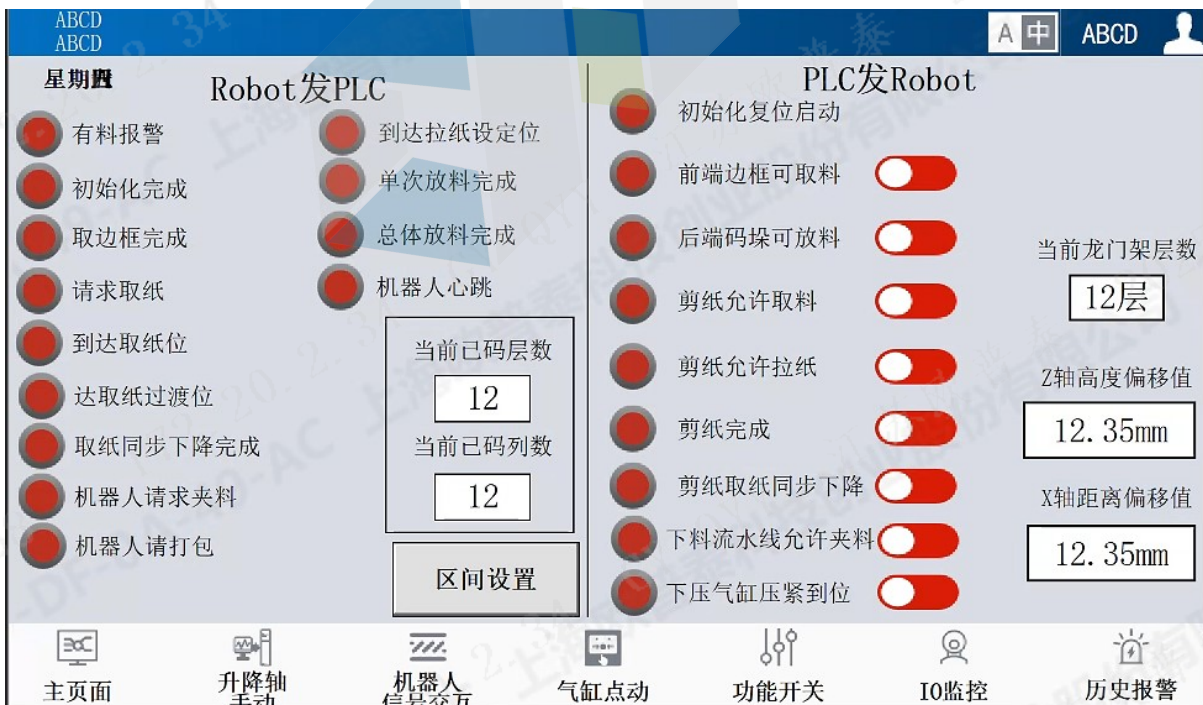 ABCD
ABCD
A 中 ABCD
星期
Robot发PLC
有料报警
初始化完成
取边框完成
请求取纸
到达取纸位
达取纸过渡位
取纸同步下降完成
机器人请求夹料
机器人请打包
到达拉纸设定位
单次放料完成
总体放料完成
机器人心跳
当前已码层数
12
当前已码列数
12
区间设置
PLC发Robot
初始化复位启动
前端边框可取料
后端码垛可放料
剪纸允许取料
剪纸允许拉纸
剪纸完成
剪纸取纸同步下降
下料流水线允许夹料
下压气缸压紧到位
当前龙门架层数
12层
Z轴高度偏移值
12.35mm
X轴距离偏移值
12.35mm
主页面
升降轴
手动
机器人
信号交互
气缸点动
功能开关
IO监控
历史报警